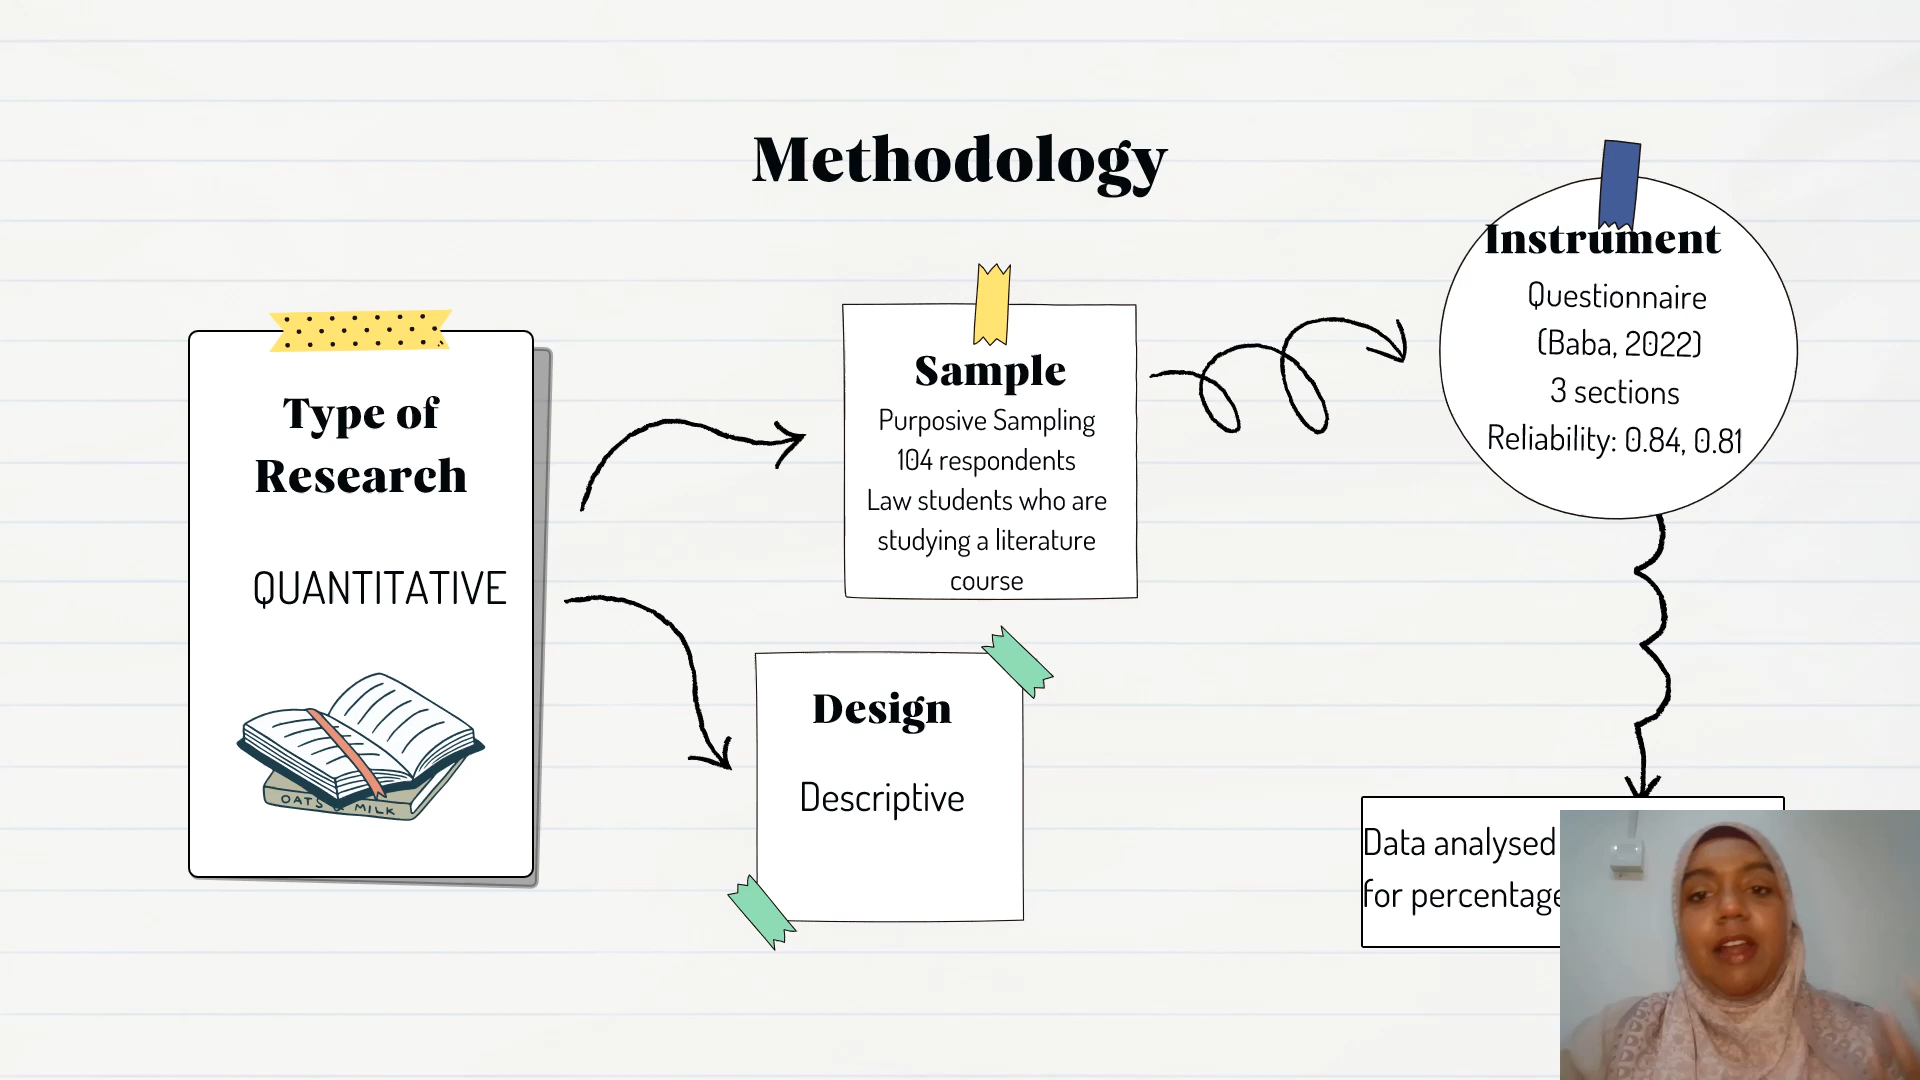 Methodology
Type of
Research
QUANTITATIVE
OATS & MILK
Sample
Purposive Sampling
104 respondents
Law students who are
studying a literature
course
Design
Descriptive
Instrument
Questionnaire
(Baba, 2022)
3 sections
Reliability: 0.84, 0.81
Data analysed
for percentage